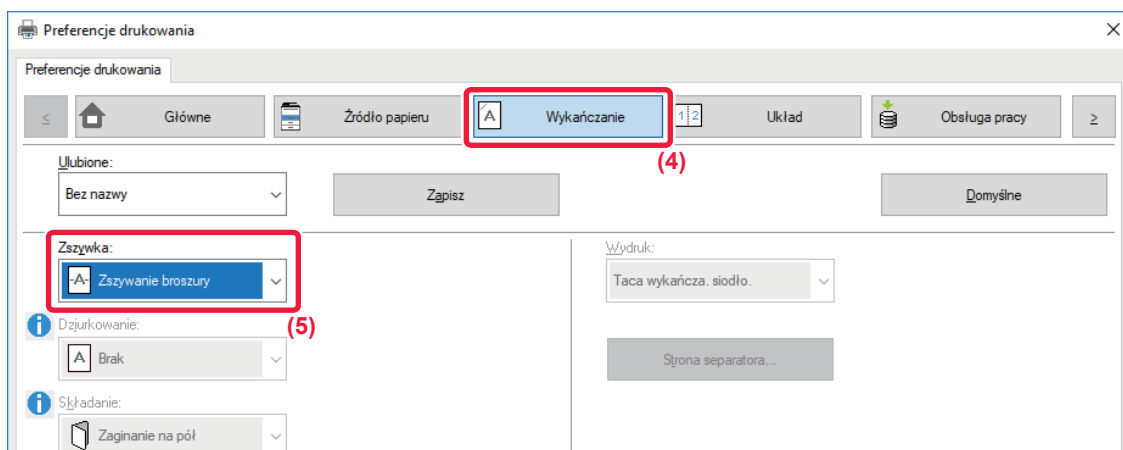 Preferencje drukowania
Preferencje drukowania
≤ Główne Źródło papieru A Wykańczanie 1 2 Układ Obsługa pracy ≥
(4)
Ulubione:
Bez nazwy Zapisz Domyślne
Zszywka: Wydruk:
-A- Zszywanie broszury Taca wykańcza. siodło.
(5)
Dziurkowanie:
A Brak Strona separatora...
Składanie:
Zaginanie na pół